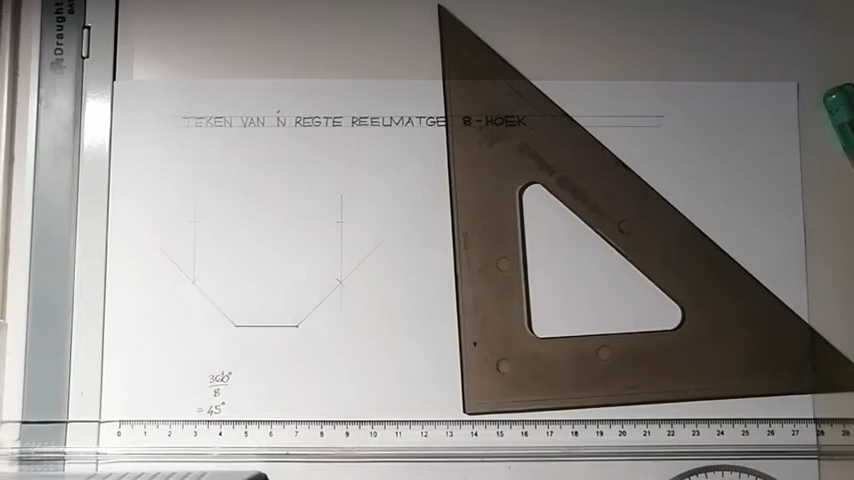 Draught
TEKEN VAN 'N REGTE REELMATGE 8-HOEK
360°
8
= 45°
0 1 2 3 4 5 6 7 8 9 10 11 12 13 14 15 16 17 18 19 20 21 22 23 24 25 26 27 28 29